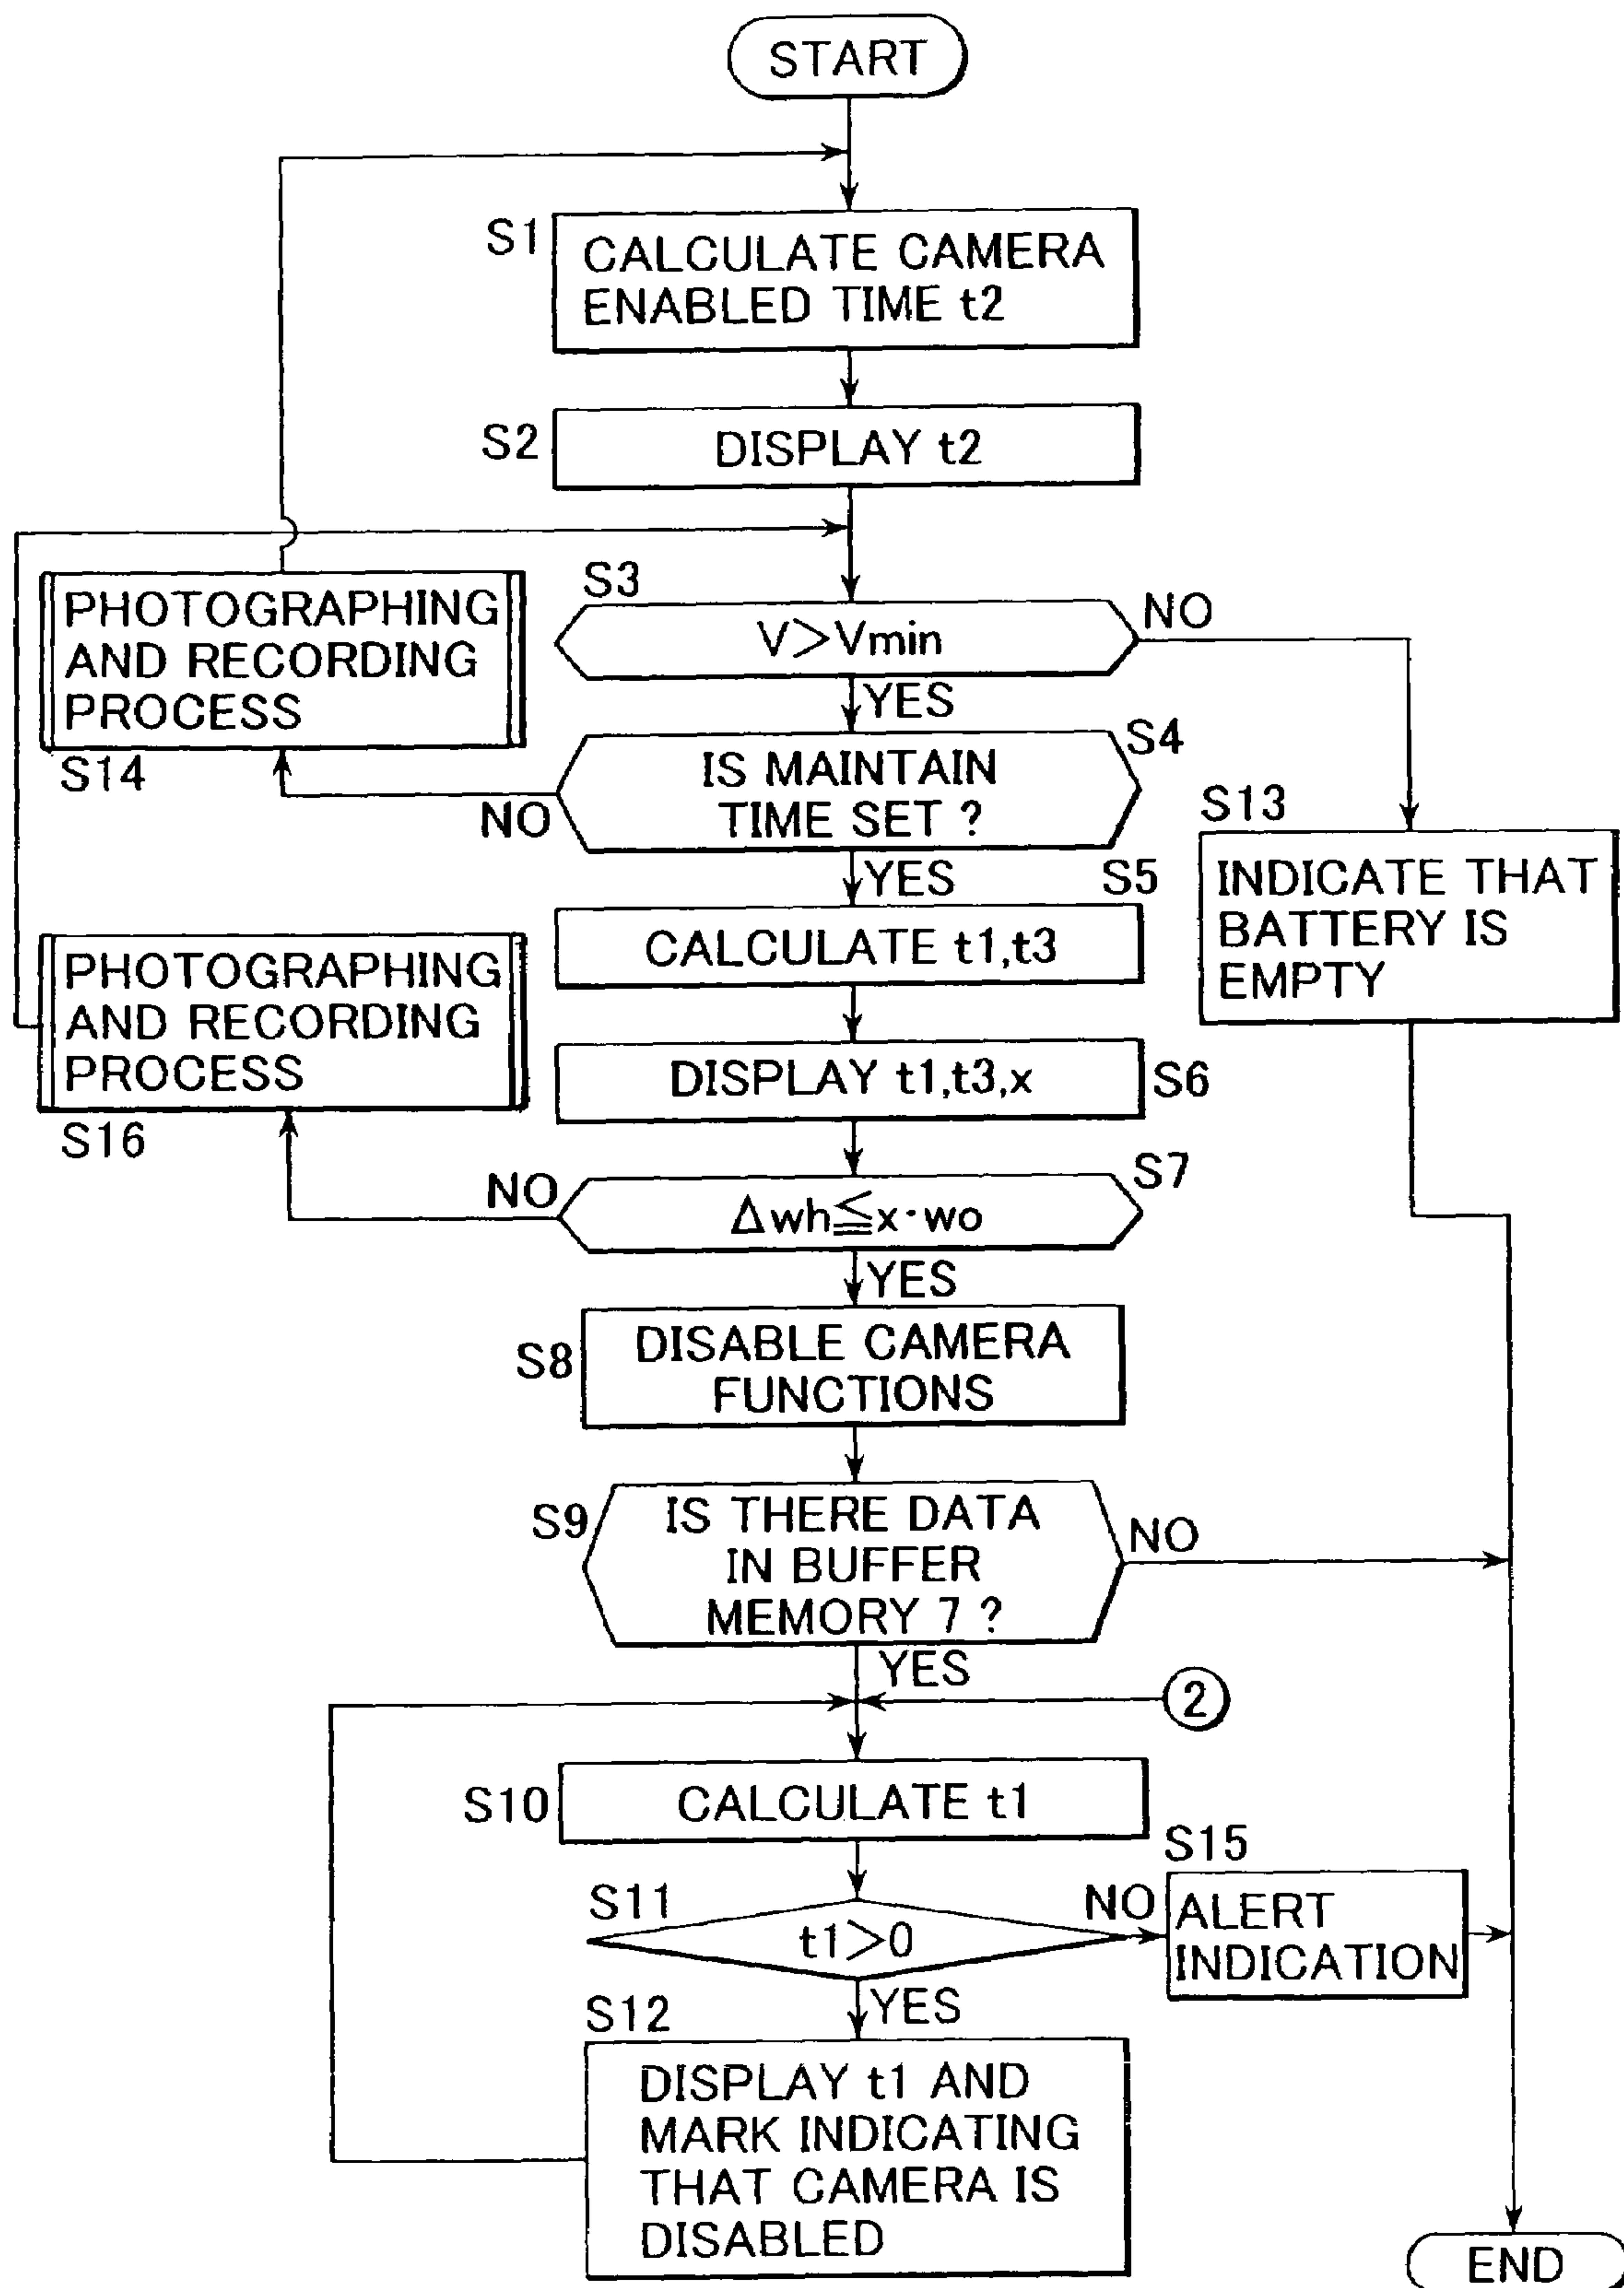 START
S1
CALCULATE CAMERA
ENABLED TIME t2
S2
DISPLAY t2
S3
V>Vmin
NO
YES
PHOTOGRAPHING
AND RECORDING
PROCESS
S14
S4
IS MAINTAIN
TIME SET ?
NO
YES
S13
INDICATE THAT
BATTERY IS
EMPTY
S5
CALCULATE t1,t3
PHOTOGRAPHING
AND RECORDING
PROCESS
S16
DISPLAY t1,t3,x
S6
S7
NO
Δwh≦x·wo
YES
S8
DISABLE CAMERA
FUNCTIONS
S9
IS THERE DATA
IN BUFFER
MEMORY 7 ?
NO
YES
2
S10
CALCULATE t1
S11
t1>0
NO
S15
ALERT
INDICATION
YES
S12
DISPLAY t1 AND
MARK INDICATING
THAT CAMERA IS
DISABLED
END